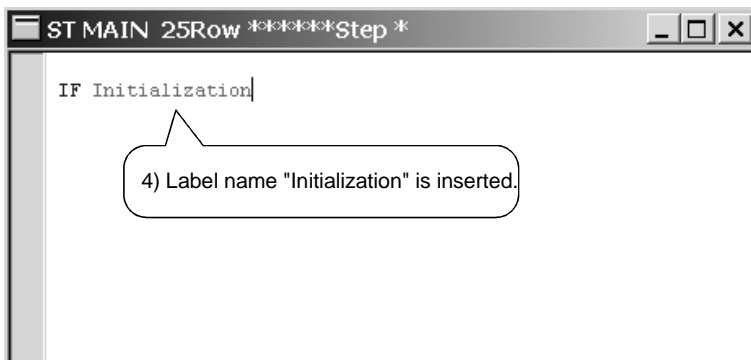 ST MAIN 25Row ******Step *
IF Initialization
4) Label name "Initialization" is inserted.